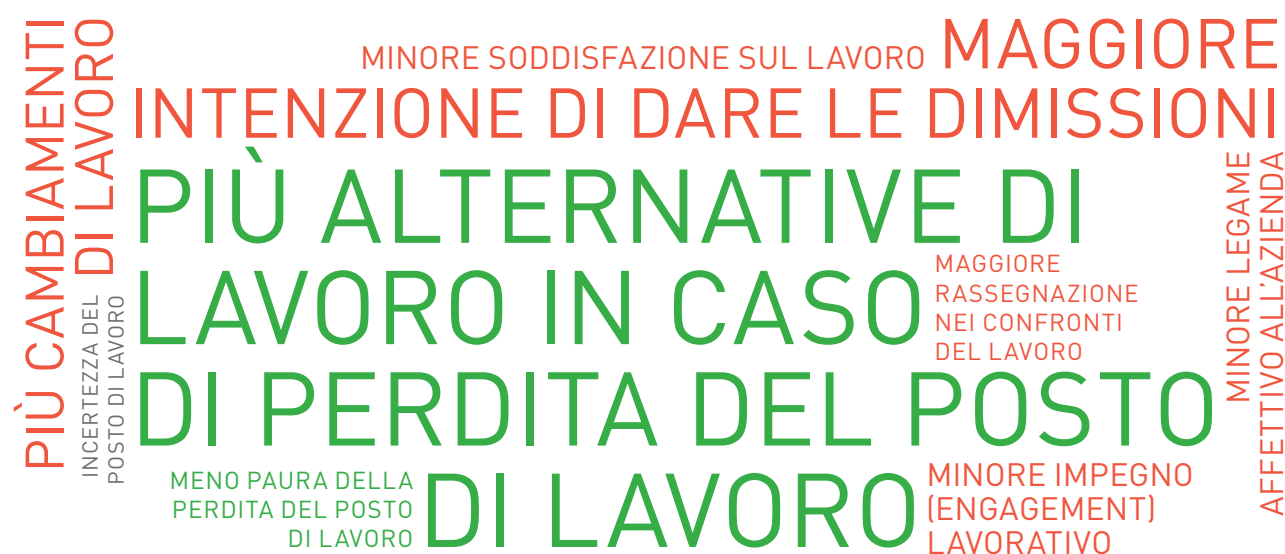 PIÙ CAMBIAMENTI
DI LAVORO
INCERTEZZA DEL
POSTO DI LAVORO
MINORE SODDISFAZIONE SUL LAVORO
MAGGIORE
INTENZIONE DI DARE LE DIMISSIONI
PIÙ ALTERNATIVE DI
LAVORO IN CASO
DI PERDITA DEL POSTO
DI LAVORO
MAGGIORE
RASSEGNAZIONE
NEI CONFRONTI
DEL LAVORO
MENO PAURA DELLA
PERDITA DEL POSTO
DI LAVORO
MINORE IMPEGNO
(ENGAGEMENT)
LAVORATIVO
MINORE LEGAME
AFFETTIVO ALL'AZIENDA